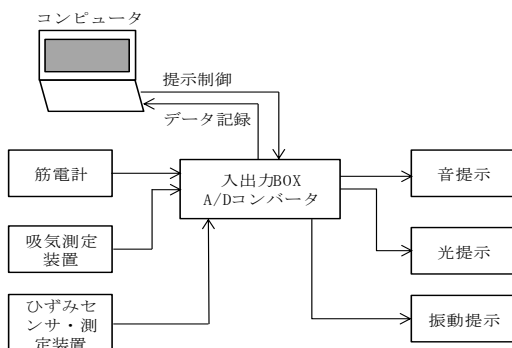 コンピュータ
提示制御
データ記録
筋電計
入出力BOX
A/Dコンバータ
音提示
吸気測定
装置
光提示
ひずみセ
ンサ・測
定装置
振動提示